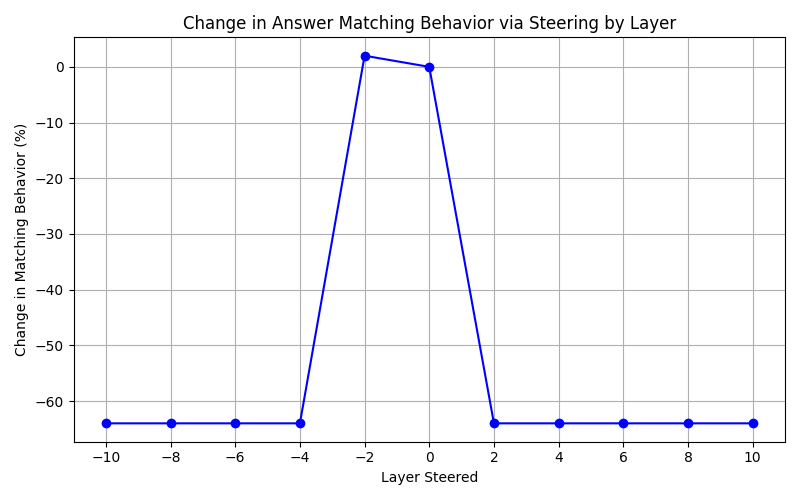 Change in Answer Matching Behavior via Steering by Layer
Change in Matching Behavior (%)
0
−10
−20
−30
−40
−50
−60
−10 −8 −6 −4 −2 0 2 4 6 8 10
Layer Steered